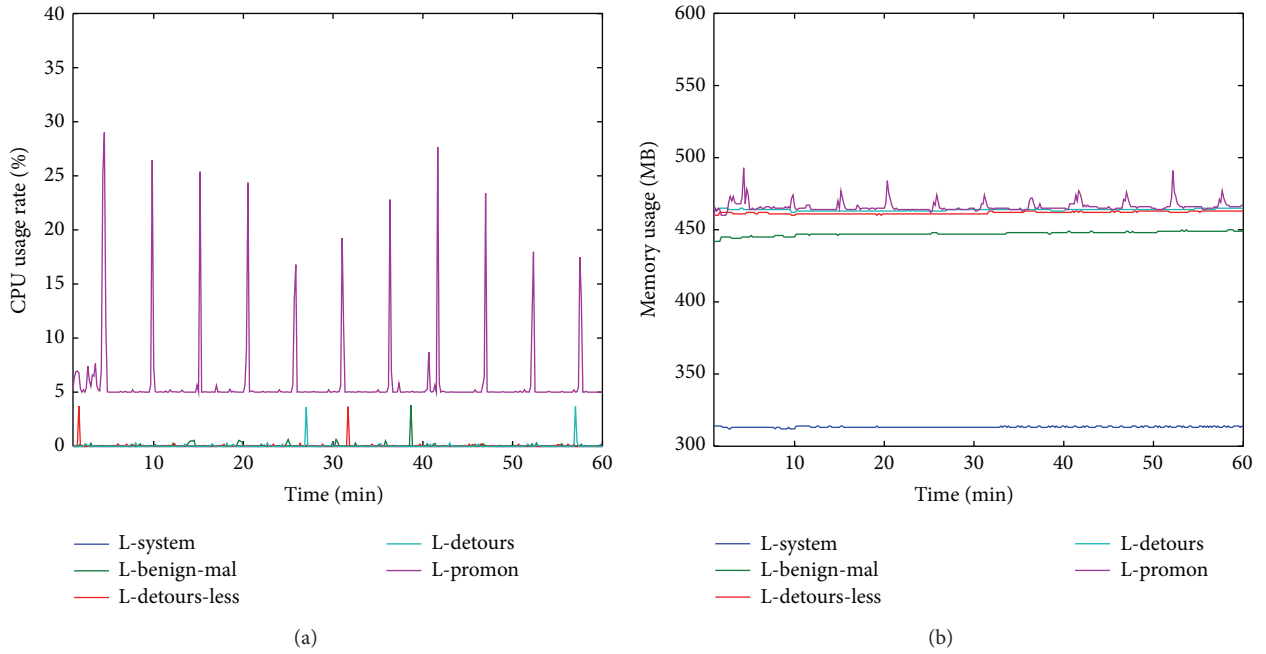 40
35
30
25
20
15
10
5
0
CPU usage rate (%)
10
20
30
40
50
60
Time (min)
L-system
L-benign-mal
L-detours-less
L-detours
L-promon
(a)
600
550
500
450
400
350
300
Memory usage (MB)
10
20
30
40
50
60
Time (min)
L-system
L-benign-mal
L-detours-less
L-detours
L-promon
(b)